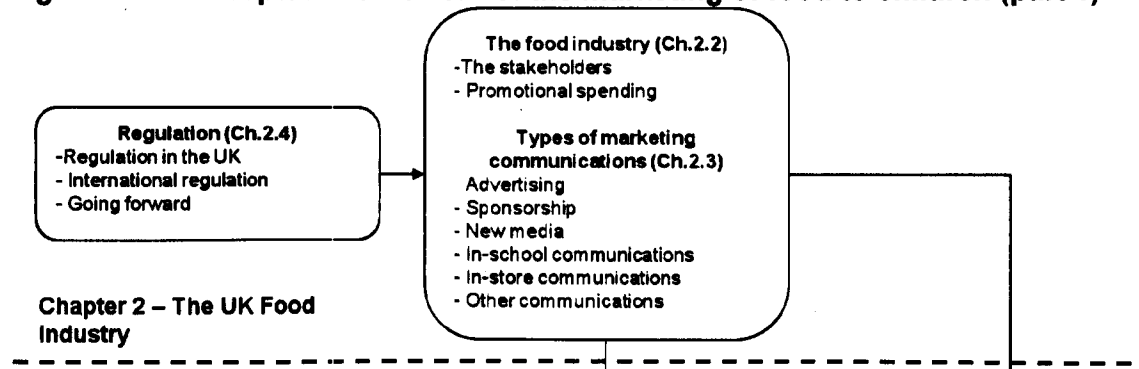 The food industry (Ch.2.2)
-The stakeholders
- Promotional spending
Regulation (Ch.2.4)
-Regulation in the UK
- International regulation
- Going forward
Types of marketing
communications (Ch.2.3)
Advertising
- Sponsorship
- New media
- In-school communications
- In-store communications
- Other communications
Chapter 2 – The UK Food
Industry